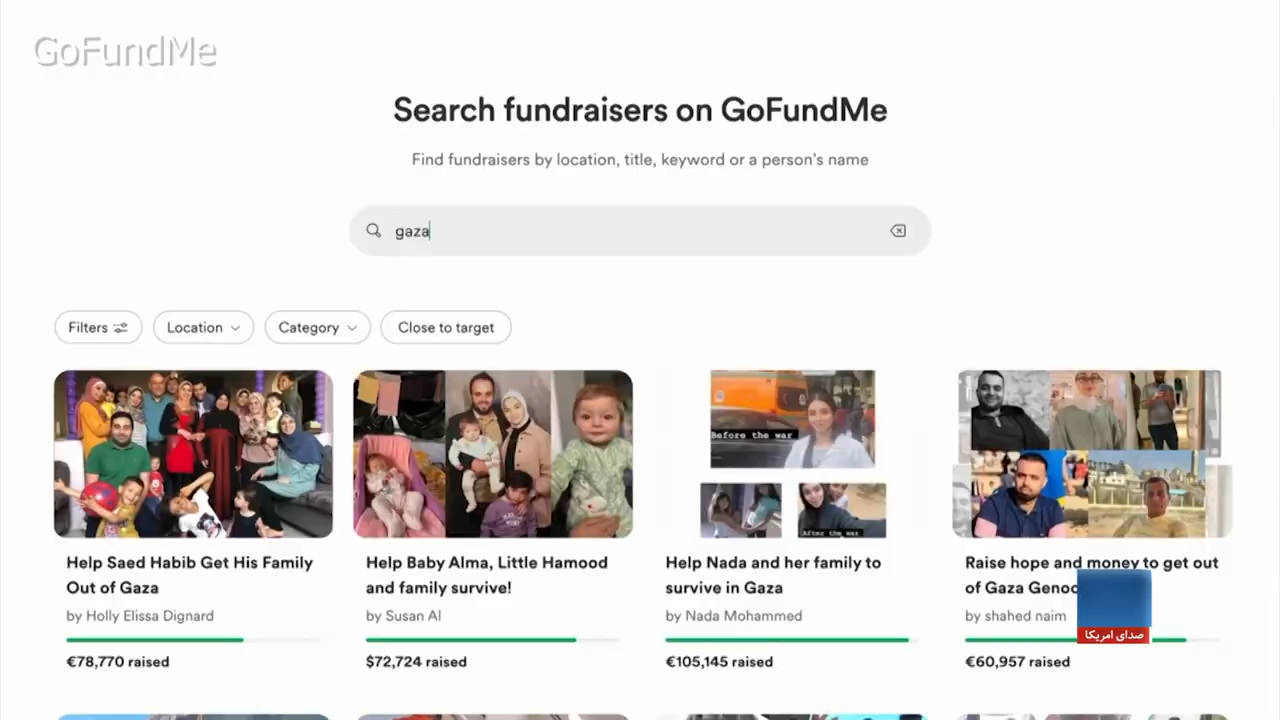 GoFundMe
Search fundraisers on GoFundMe
Find fundraisers by location, title, keyword or a person's name
gaza
Filters
Location
Category
Close to target
Before the war
After the war
Help Saed Habib Get His Family
Out of Gaza
by Holly Elissa Dignard
€78,770 raised
Help Baby Alma, Little Hamood
and family survive!
by Susan Al
$72,724 raised
Help Nada and her family to
survive in Gaza
by Nada Mohammed
€105,145 raised
Raise hope and money to get out
of Gaza
by shahed naim
€60,957 raised
صدای امریکا